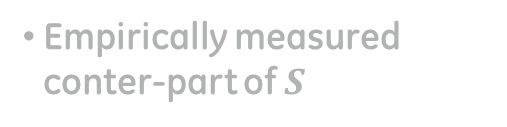 • Empirically measured
conter-part of S